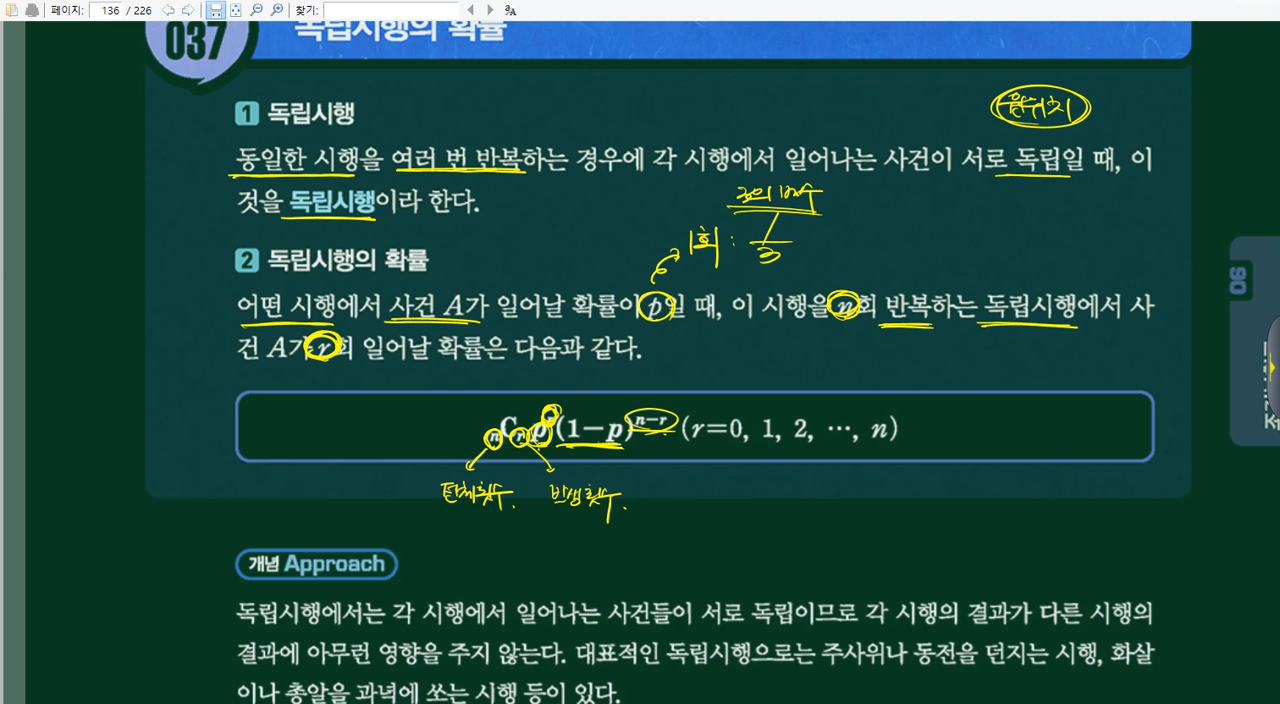 페이지: 136 / 226 찾기:
037 독립시행의 확률
1 독립시행
동일한 시행을 여러 번 반복하는 경우에 각 시행에서 일어나는 사건이 서로 독립일 때, 이
것을 독립시행이라 한다.
3의 배수
1회 : 1/3
2 독립시행의 확률
어떤 시행에서 사건 A가 일어날 확률이 p일 때, 이 시행을 n회 반복하는 독립시행에서 사
건 A가 r회 일어날 확률은 다음과 같다.
nCr p^r (1-p)^{n-r} (r=0, 1, 2, ⋯, n)
전체횟수. 발생횟수.
개념 Approach
독립시행에서는 각 시행에서 일어나는 사건들이 서로 독립이므로 각 시행의 결과가 다른 시행의
결과에 아무런 영향을 주지 않는다. 대표적인 독립시행으로는 주사위나 동전을 던지는 시행, 화살
이나 총알을 과녁에 쏘는 시행 등이 있다.
06